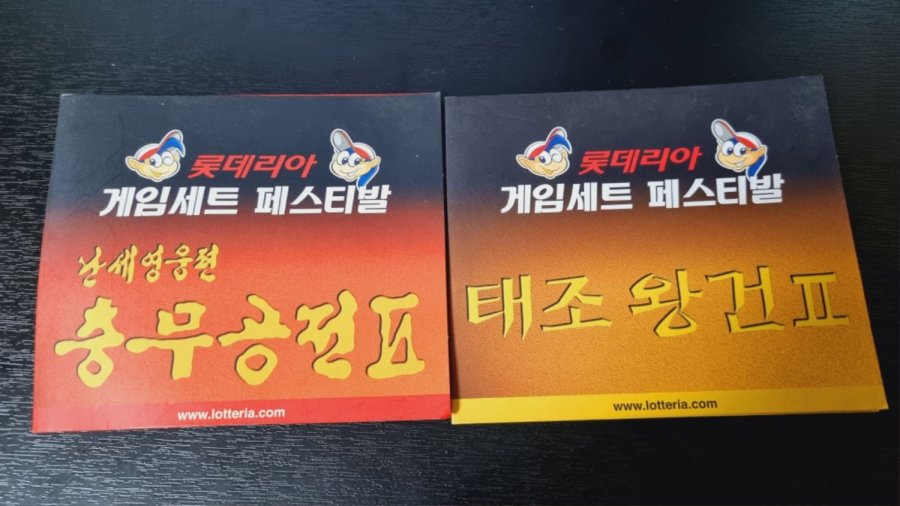 롯데리아
게임세트 페스티발
난세영웅편
충무공전 II
www.lotteria.com
롯데리아
게임세트 페스티발
태조 왕건 II
www.lotteria.com